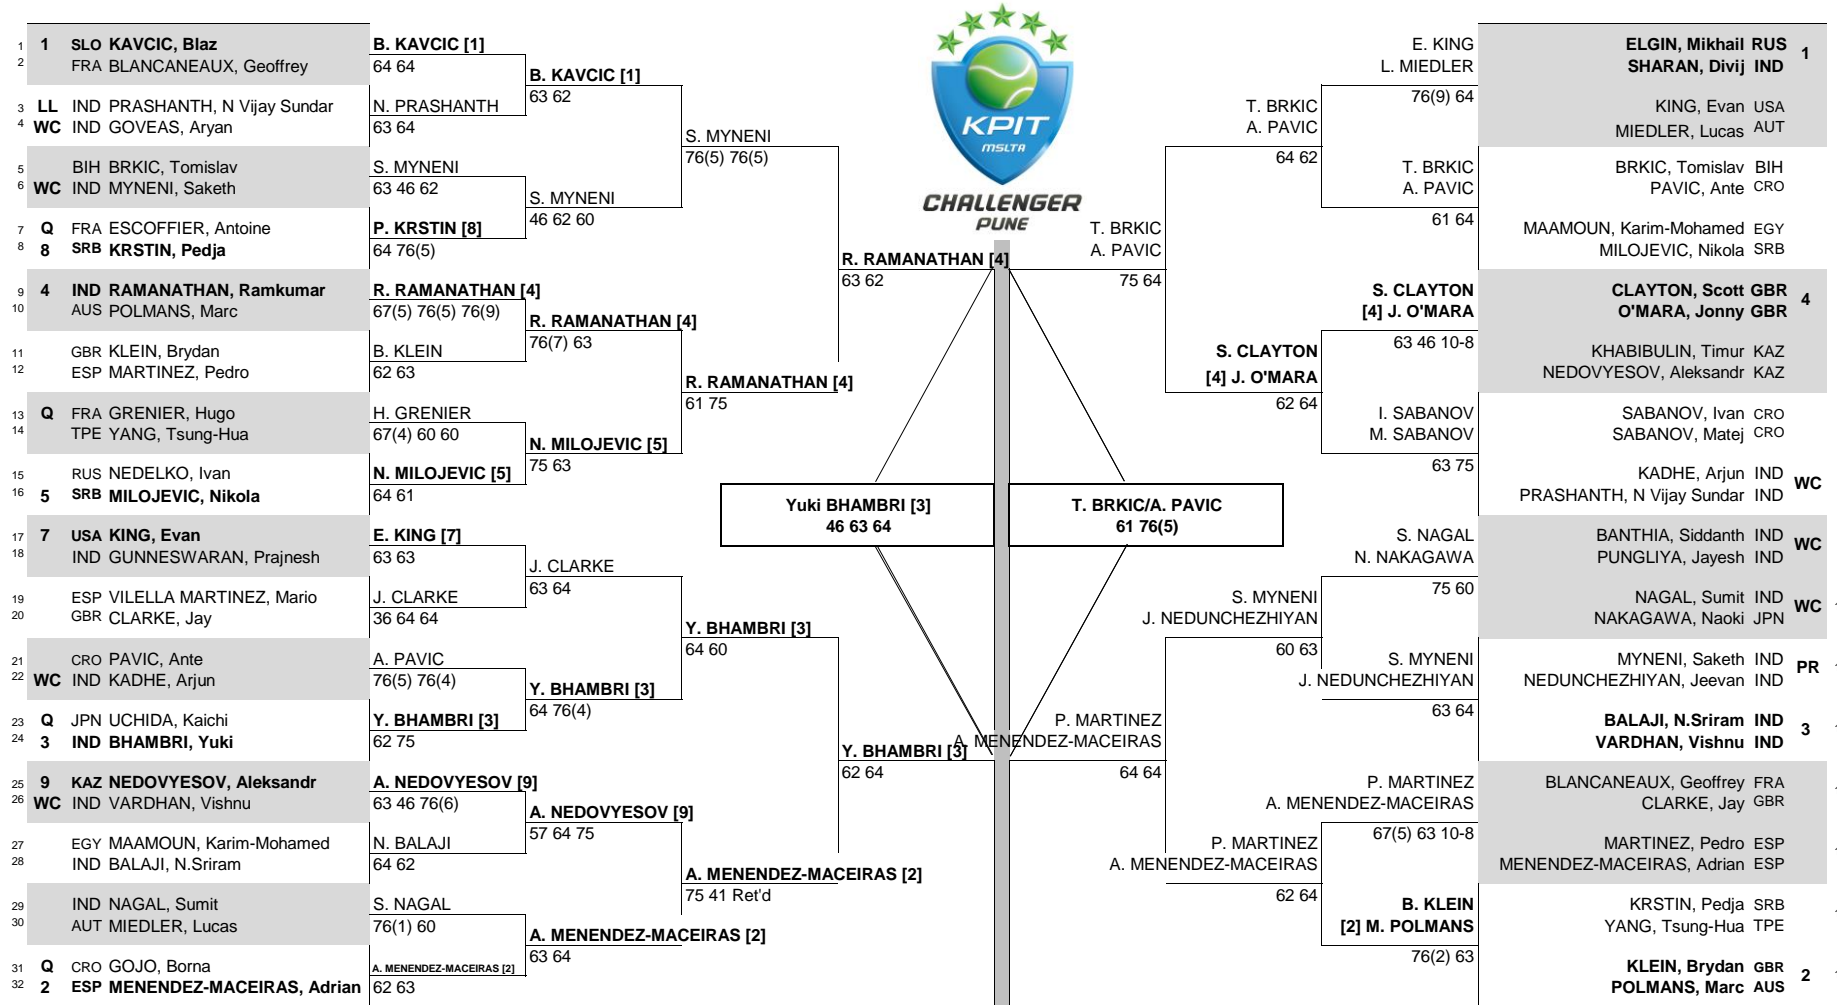 KPIT
MSLTA
CHALLENGER
PUNE
1 1 SLO KAVCIC, Blaz
2 FRA BLANCANEAUX, Geoffrey
3 LL IND PRASHANTH, N Vijay Sundar
4 WC IND GOVEAS, Aryan
5 BIH BRKIC, Tomislav
6 WC IND MYNENI, Saketh
7 Q FRA ESCOFFIER, Antoine
8 8 SRB KRSTIN, Pedja
9 4 IND RAMANATHAN, Ramkumar
10 AUS POLMANS, Marc
11 GBR KLEIN, Brydan
12 ESP MARTINEZ, Pedro
13 Q FRA GRENIER, Hugo
14 TPE YANG, Tsung-Hua
15 RUS NEDELKO, Ivan
16 5 SRB MILOJEVIC, Nikola
17 7 USA KING, Evan
18 IND GUNNESWARAN, Prajnesh
19 ESP VILELLA MARTINEZ, Mario
20 GBR CLARKE, Jay
21 CRO PAVIC, Ante
22 WC IND KADHE, Arjun
23 Q JPN UCHIDA, Kaichi
24 3 IND BHAMBRI, Yuki
25 9 KAZ NEDOVYESOV, Aleksandr
26 WC IND VARDHAN, Vishnu
27 EGY MAAMOUN, Karim-Mohamed
28 IND BALAJI, N.Sriram
29 IND NAGAL, Sumit
30 AUT MIEDLER, Lucas
31 Q CRO GOJO, Borna
32 2 ESP MENENDEZ-MACEIRAS, Adrian
B. KAVCIC [1]
64 64
N. PRASHANTH
63 64
S. MYNENI
63 46 62
P. KRSTIN [8]
64 76(5)
R. RAMANATHAN [4]
67(5) 76(5) 76(9)
B. KLEIN
62 63
H. GRENIER
67(4) 60 60
N. MILOJEVIC [5]
64 61
E. KING [7]
63 63
J. CLARKE
36 64 64
A. PAVIC
76(5) 76(4)
Y. BHAMBRI [3]
62 75
A. NEDOVYESOV [9]
63 46 76(6)
N. BALAJI
64 62
S. NAGAL
76(1) 60
A. MENENDEZ-MACEIRAS [2]
62 63
B. KAVCIC [1]
63 62
S. MYNENI
46 62 60
R. RAMANATHAN [4]
76(7) 63
N. MILOJEVIC [5]
75 63
J. CLARKE
63 64
Y. BHAMBRI [3]
64 76(4)
A. NEDOVYESOV [9]
57 64 75
A. MENENDEZ-MACEIRAS [2]
63 64
S. MYNENI
76(5) 76(5)
R. RAMANATHAN [4]
61 75
Y. BHAMBRI [3]
64 60
A. MENENDEZ-MACEIRAS [2]
75 41 Ret'd
R. RAMANATHAN [4]
63 62
Y. BHAMBRI [3]
62 64
Yuki BHAMBRI [3]
46 63 64
T. BRKIC/A. PAVIC
61 76(5)
T. BRKIC
A. PAVIC
75 64
P. MARTINEZ
A. MENENDEZ-MACEIRAS
64 64
T. BRKIC
A. PAVIC
64 62
S. CLAYTON
[4] J. O'MARA
62 64
S. MYNENI
J. NEDUNCHEZHIYAN
60 63
P. MARTINEZ
A. MENENDEZ-MACEIRAS
62 64
E. KING
L. MIEDLER
76(9) 64
T. BRKIC
A. PAVIC
61 64
S. CLAYTON
[4] J. O'MARA
63 46 10-8
I. SABANOV
M. SABANOV
63 75
S. NAGAL
N. NAKAGAWA
75 60
S. MYNENI
J. NEDUNCHEZHIYAN
63 64
P. MARTINEZ
A. MENENDEZ-MACEIRAS
67(5) 63 10-8
B. KLEIN
[2] M. POLMANS
76(2) 63
ELGIN, Mikhail RUS 1
SHARAN, Divij IND
KING, Evan USA
MIEDLER, Lucas AUT
BRKIC, Tomislav BIH
PAVIC, Ante CRO
MAAMOUN, Karim-Mohamed EGY
MILOJEVIC, Nikola SRB
CLAYTON, Scott GBR 4
O'MARA, Jonny GBR
KHABIBULIN, Timur KAZ
NEDOVYESOV, Aleksandr KAZ
SABANOV, Ivan CRO
SABANOV, Matej CRO
KADHE, Arjun IND WC
PRASHANTH, N Vijay Sundar IND
BANTHIA, Siddanth IND WC
PUNGLIYA, Jayesh IND
NAGAL, Sumit IND WC
NAKAGAWA, Naoki JPN
MYNENI, Saketh IND PR
NEDUNCHEZHIYAN, Jeevan IND
BALAJI, N.Sriram IND 3
VARDHAN, Vishnu IND
BLANCANEAUX, Geoffrey FRA
CLARKE, Jay GBR
MARTINEZ, Pedro ESP
MENENDEZ-MACEIRAS, Adrian ESP
KRSTIN, Pedja SRB
YANG, Tsung-Hua TPE
KLEIN, Brydan GBR 2
POLMANS, Marc AUS